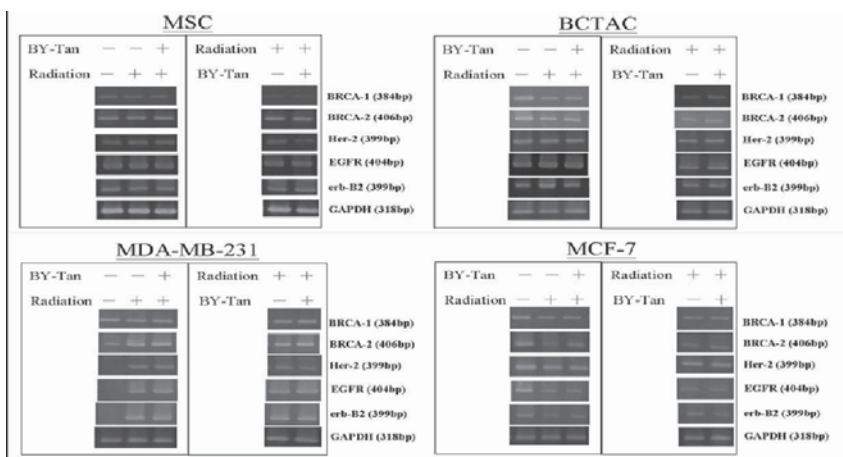 MSC
BY-Tan — — + Radiation + +
Radiation — + + BY-Tan — +
BRCA-1 (384bp)
BRCA-2 (406bp)
Her-2 (399bp)
EGFR (404bp)
erb-B2 (399bp)
GAPDH (318bp)
BCTAC
BY-Tan — — + Radiation + +
Radiation — + + BY-Tan — +
BRCA-1 (384bp)
BRCA-2 (406bp)
Her-2 (399bp)
EGFR (404bp)
erb-B2 (399bp)
GAPDH (318bp)
MDA-MB-231
BY-Tan — — + Radiation + +
Radiation — + + BY-Tan — +
BRCA-1 (384bp)
BRCA-2 (406bp)
Her-2 (399bp)
EGFR (404bp)
erb-B2 (399bp)
GAPDH (318bp)
MCF-7
BY-Tan — — + Radiation + +
Radiation — + + BY-Tan — +
BRCA-1 (384bp)
BRCA-2 (406bp)
Her-2 (399bp)
EGFR (404bp)
erb-B2 (399bp)
GAPDH (318bp)